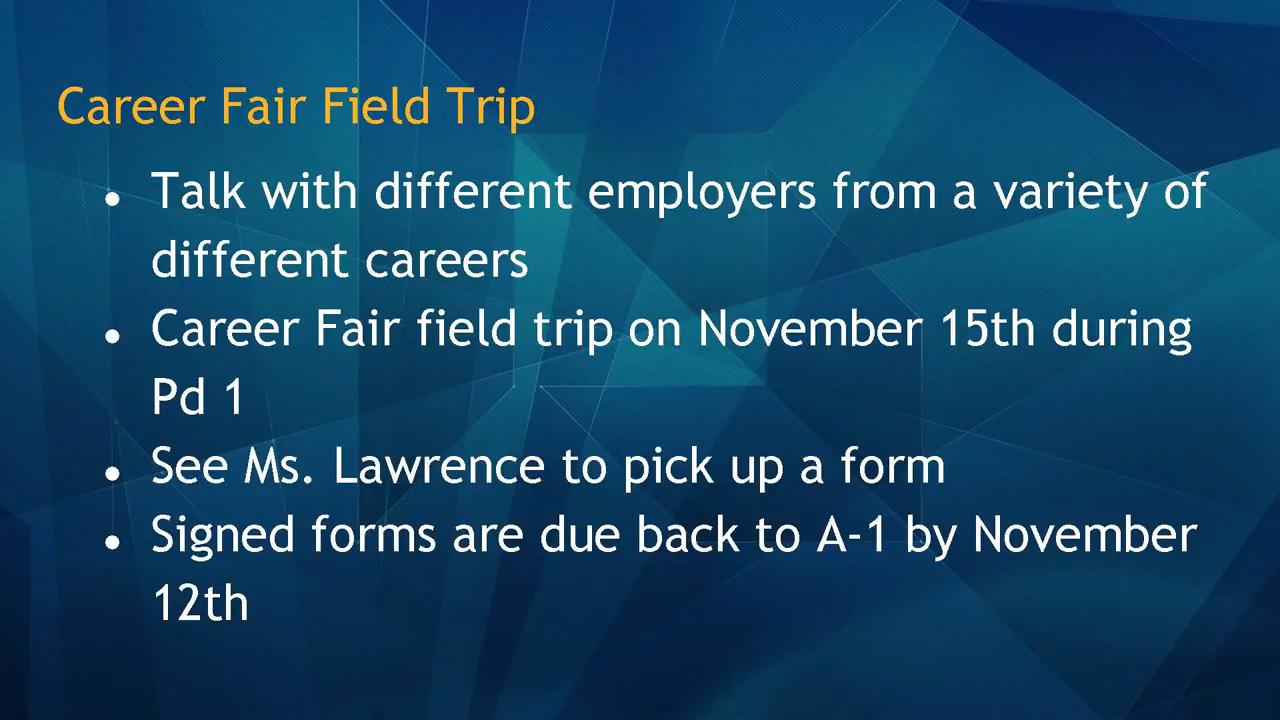 Career Fair Field Trip
● Talk with different employers from a variety of
different careers
● Career Fair field trip on November 15th during
Pd 1
● See Ms. Lawrence to pick up a form
● Signed forms are due back to A-1 by November
12th